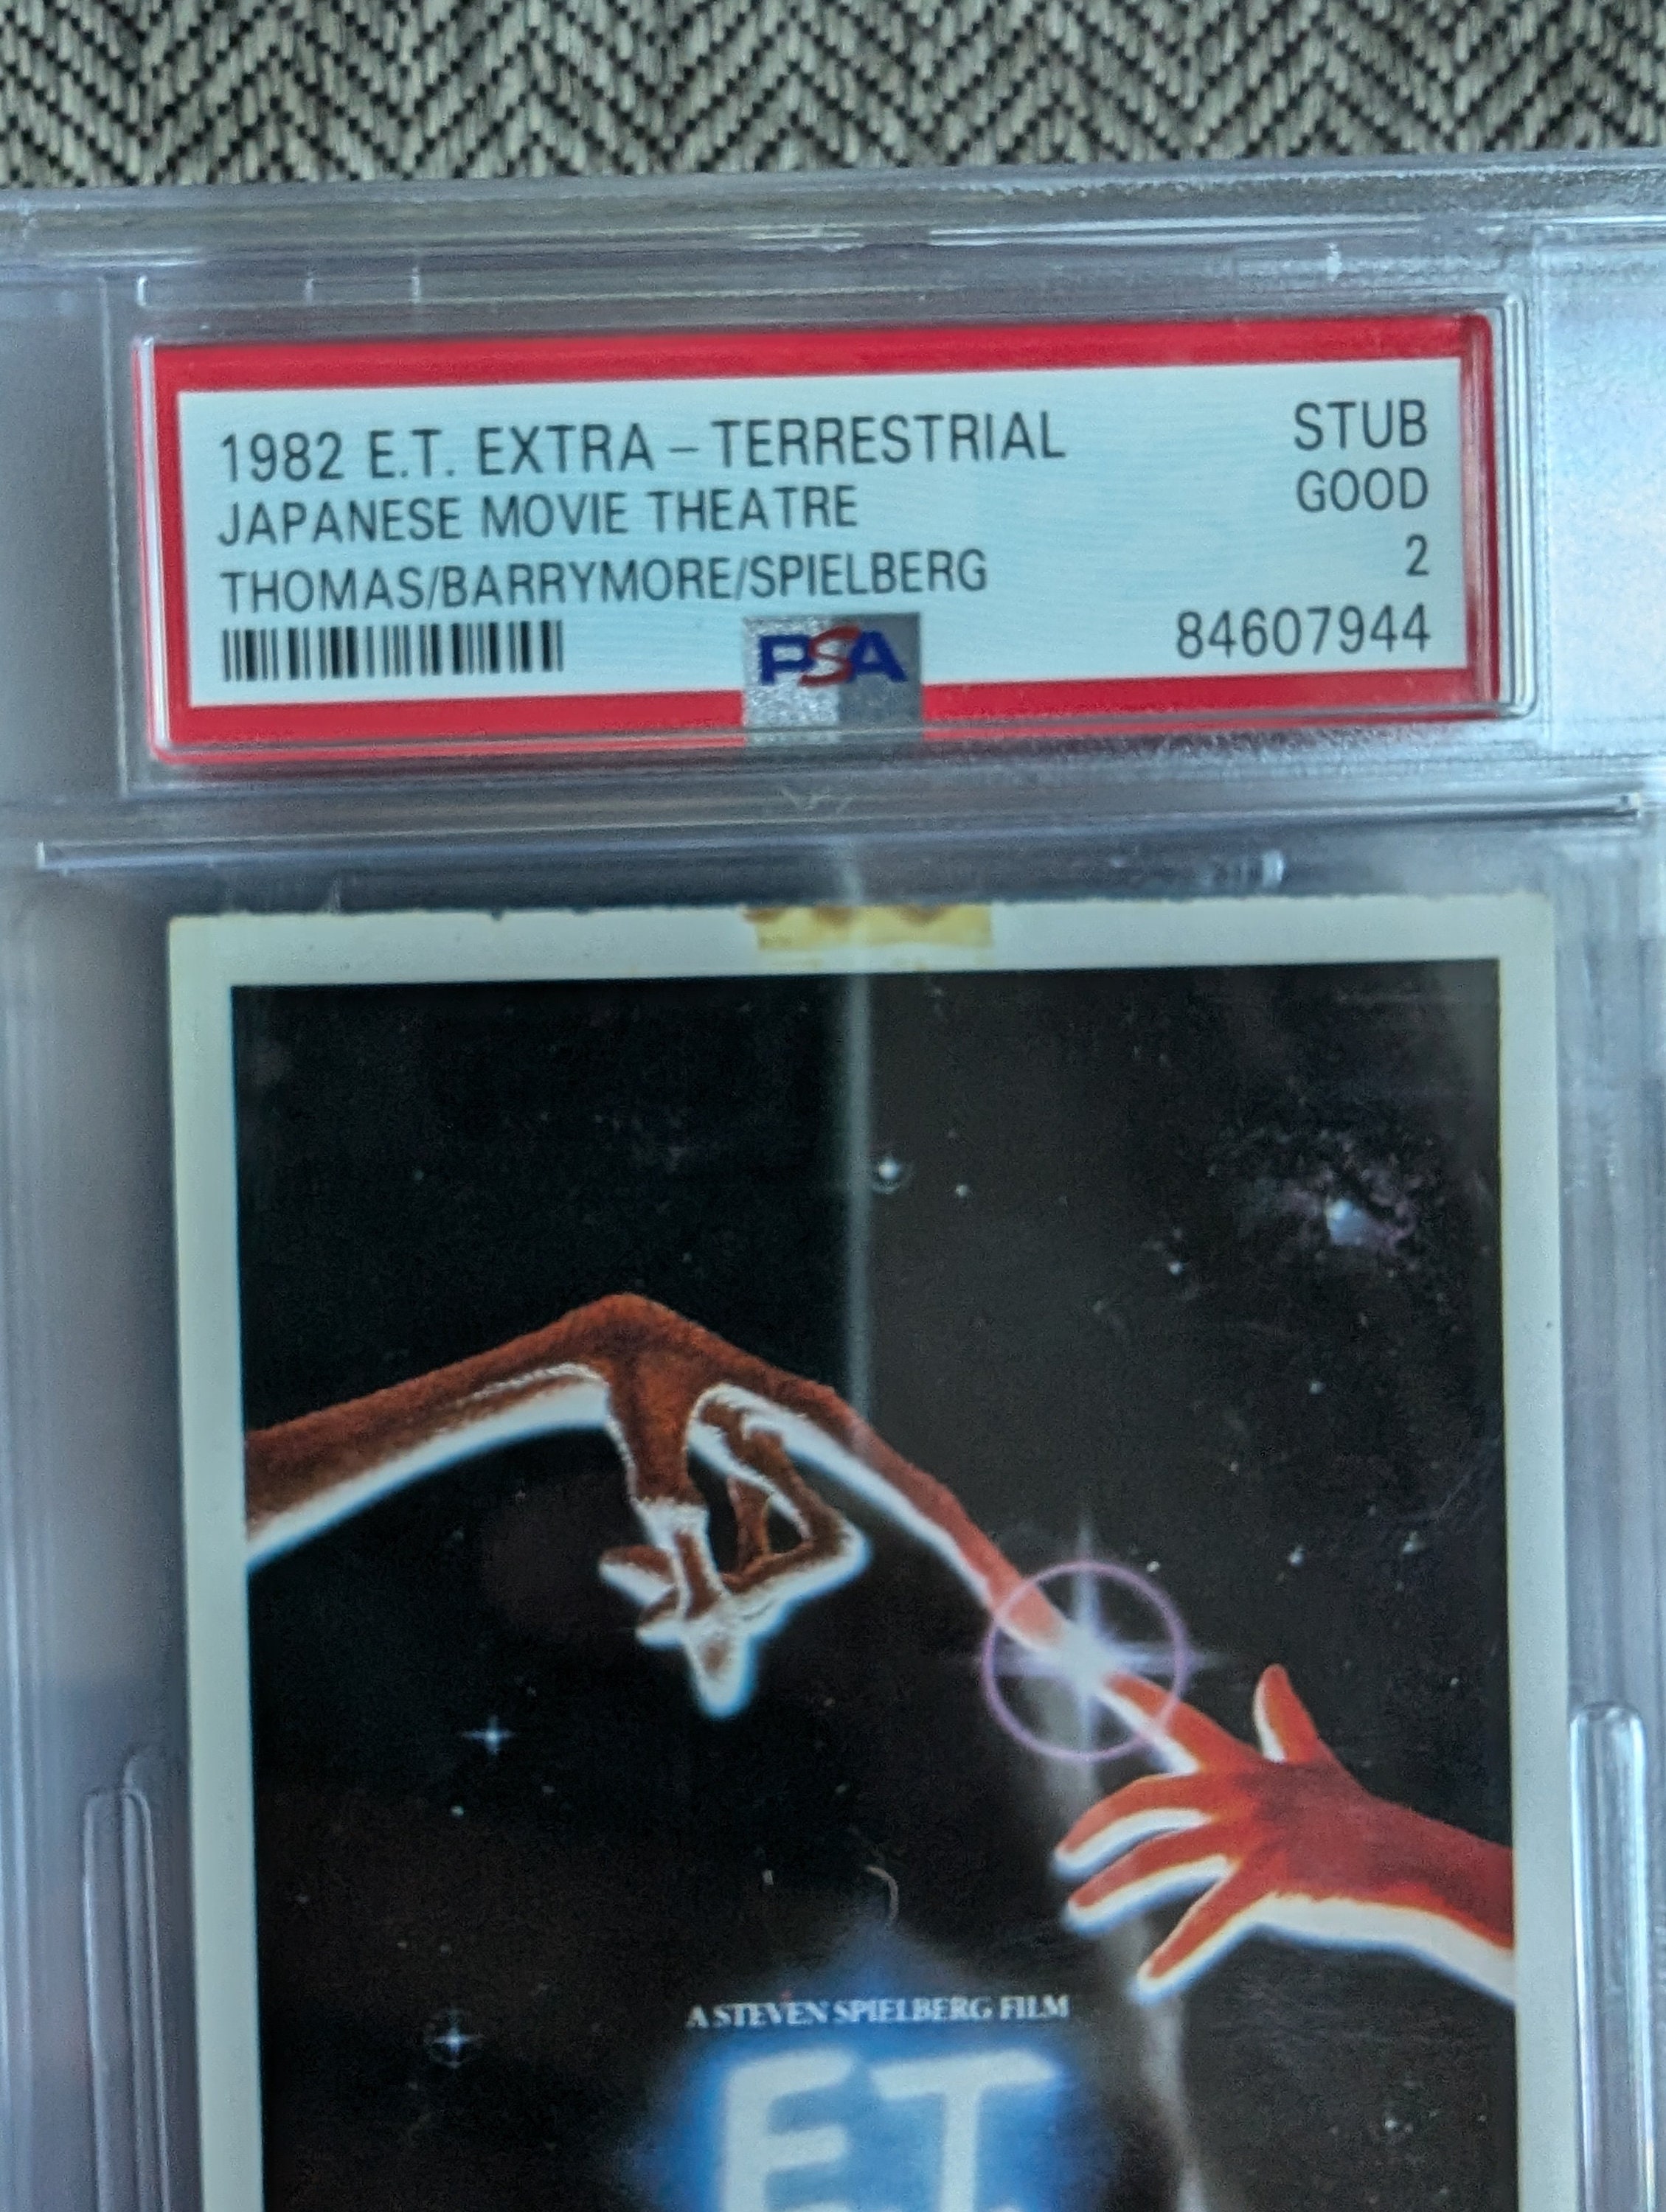 1982 E.T. EXTRA-TERRESTRIAL STUB
JAPANESE MOVIE THEATRE GOOD
THOMAS/BARRYMORE/SPIELBERG 2
PSA 84607944
A STEVEN SPIELBERG FILM
E.T.